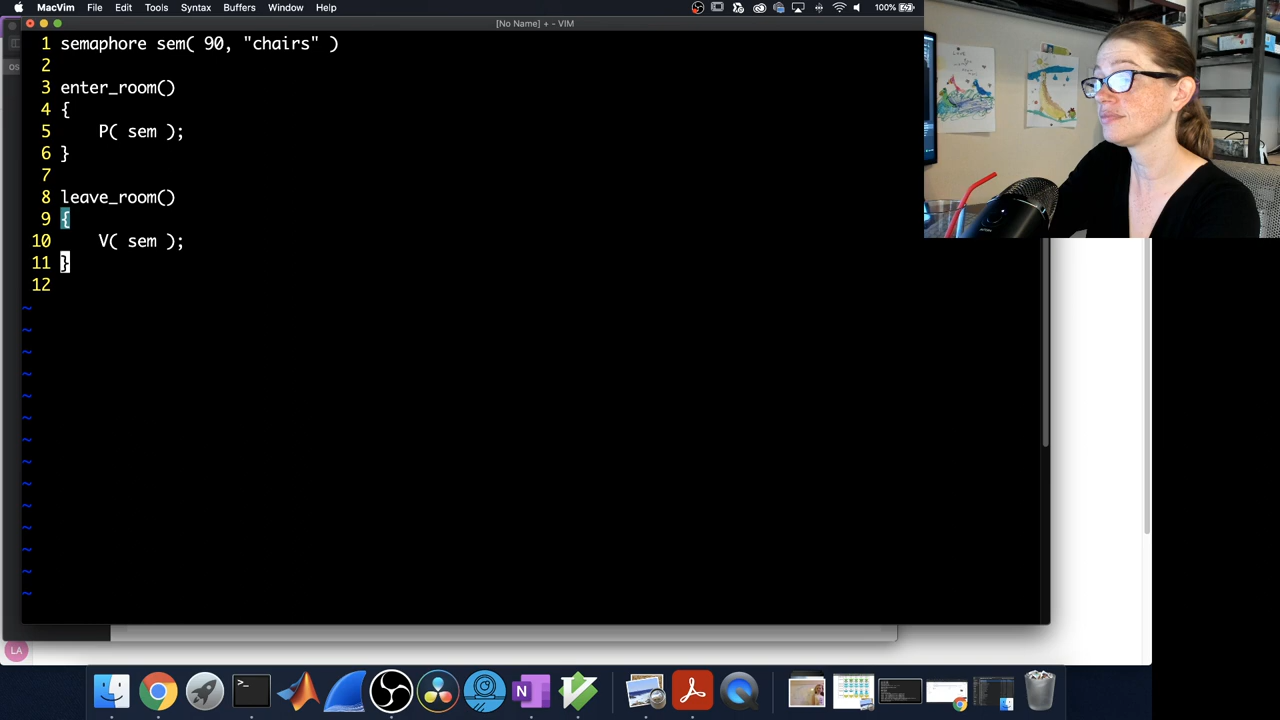 MacVim File Edit Tools Syntax Buffers Window Help
100%
[No Name] + - VIM
1 semaphore sem( 90, "chairs" )
2
3 enter_room()
4 {
5 P( sem );
6 }
7
8 leave_room()
9 {
10 V( sem );
11 }
12
~
~
~
~
~
~
~
~
~
~
~
~
~
~
LA
>_
N